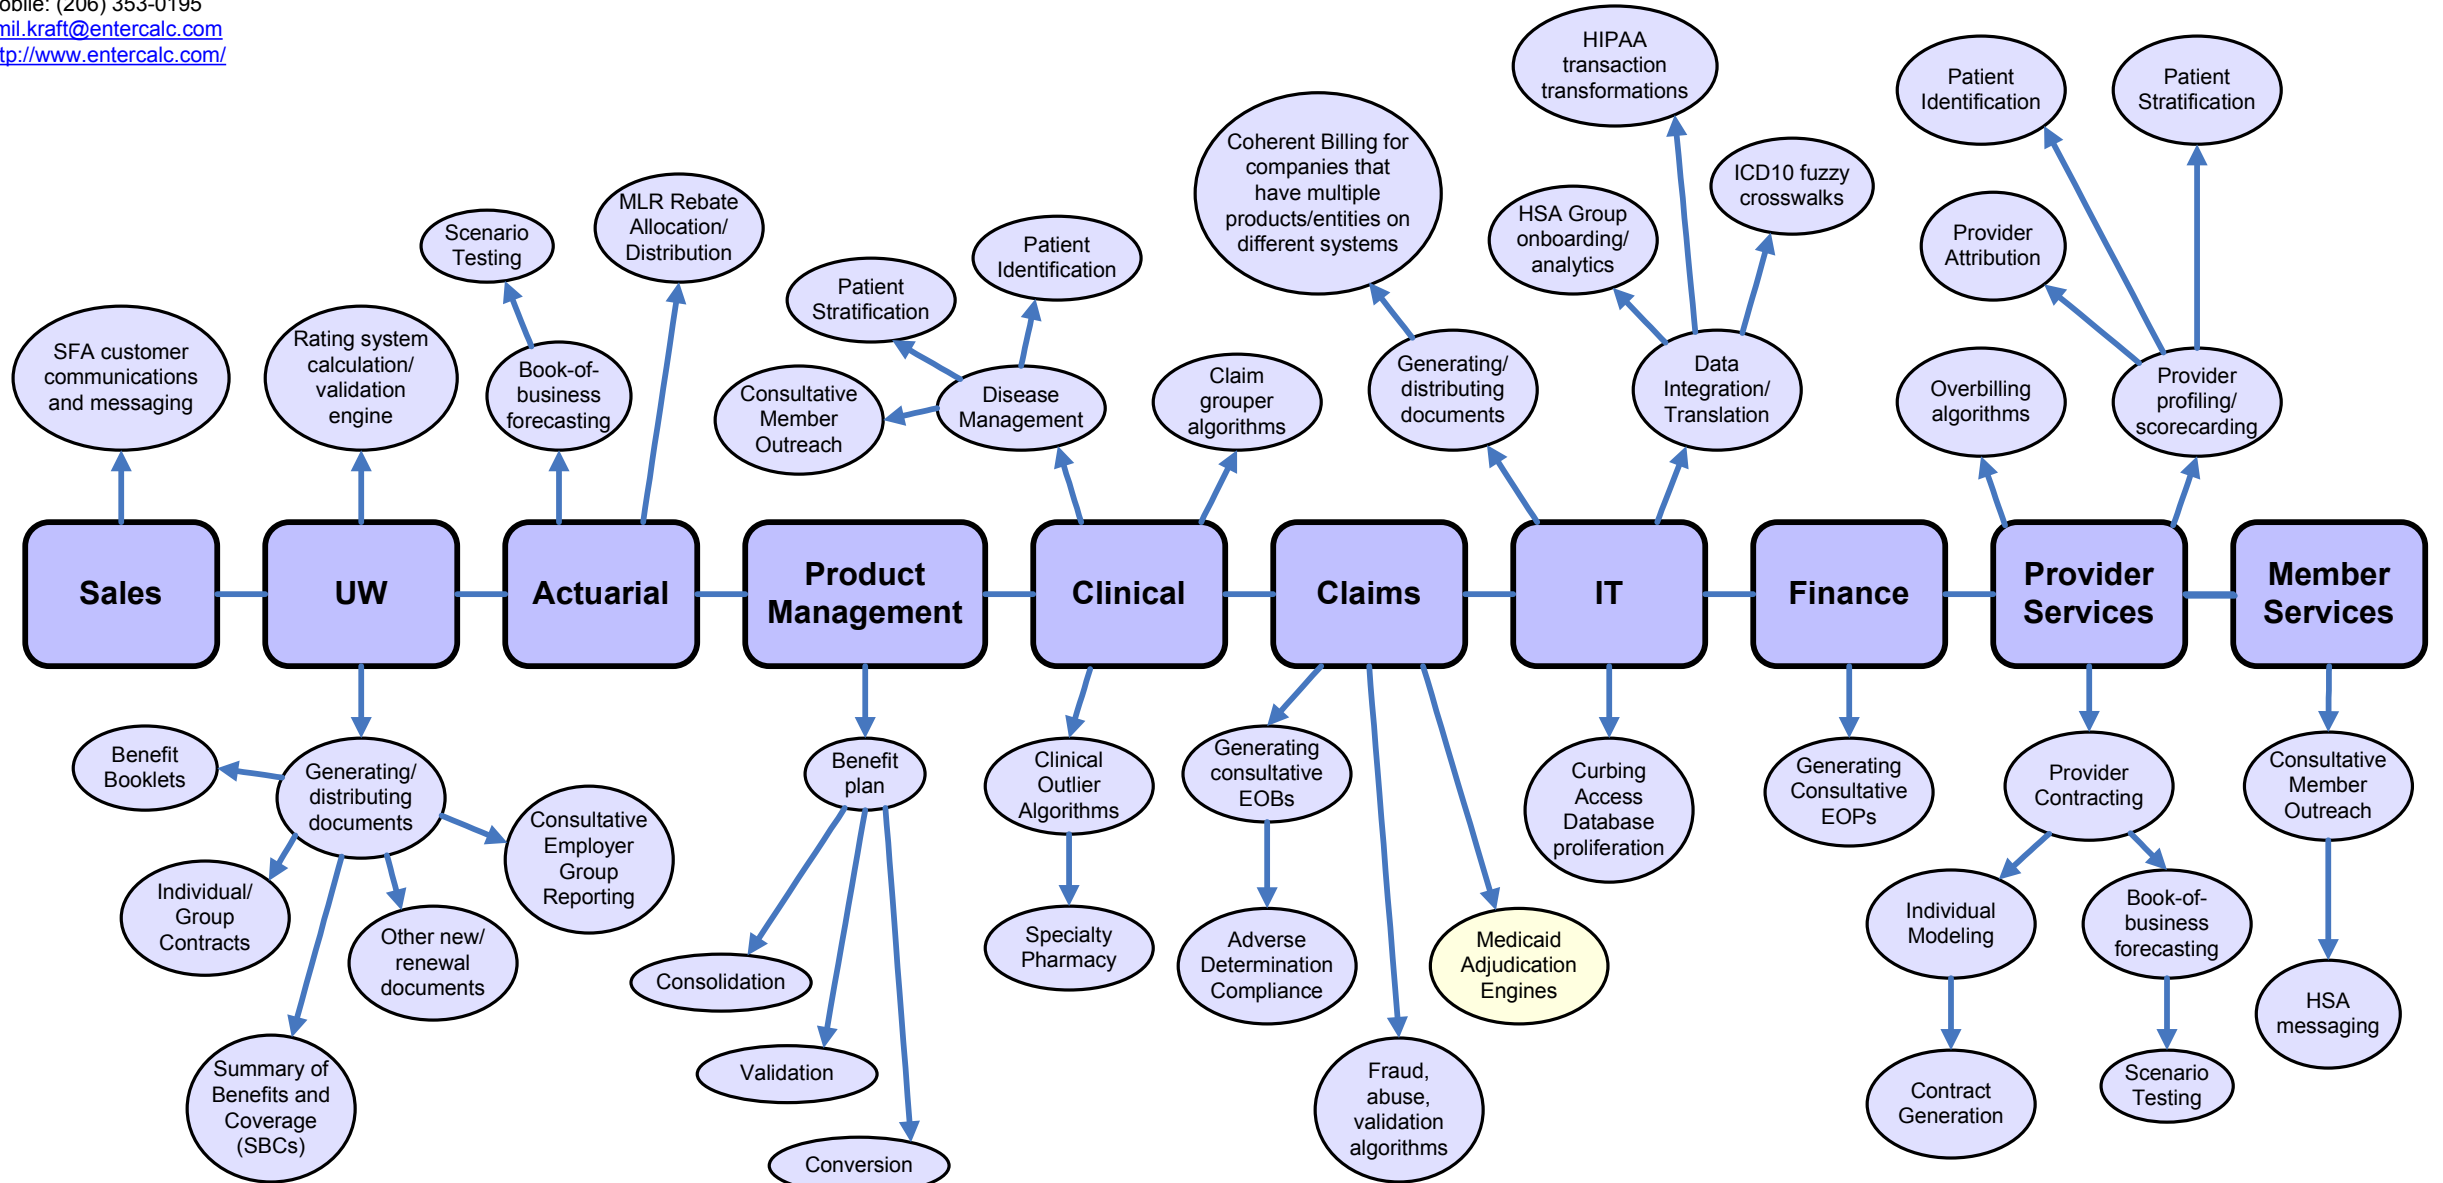 obile: (206) 353-0195
mil.kraft@entercalc.com
tp://www.entercalc.com/
HIPAA
transaction
transformations
Patient
Identification
Patient
Stratification
Coherent Billing for
companies that
have multiple
products/entities on
different systems
ICD10 fuzzy
crosswalks
MLR Rebate
Allocation/
Distribution
Scenario
Testing
HSA Group
onboarding/
analytics
Provider
Attribution
Patient
Identification
Patient
Stratification
SFA customer
communications
and messaging
Rating system
calculation/
validation
engine
Book-of-
business
forecasting
Consultative
Member
Outreach
Disease
Management
Claim
grouper
algorithms
Generating/
distributing
documents
Data
Integration/
Translation
Overbilling
algorithms
Provider
profiling/
scorecarding
Sales
UW
Actuarial
Product
Management
Clinical
Claims
IT
Finance
Provider
Services
Member
Services
Benefit
Booklets
Generating/
distributing
documents
Consultative
Employer
Group
Reporting
Individual/
Group
Contracts
Other new/
renewal
documents
Summary of
Benefits and
Coverage
(SBCs)
Benefit
plan
Consolidation
Validation
Conversion
Clinical
Outlier
Algorithms
Specialty
Pharmacy
Generating
consultative
EOBs
Adverse
Determination
Compliance
Fraud,
abuse,
validation
algorithms
Medicaid
Adjudication
Engines
Curbing
Access
Database
proliferation
Generating
Consultative
EOPs
Provider
Contracting
Individual
Modeling
Book-of-
business
forecasting
Contract
Generation
Scenario
Testing
Consultative
Member
Outreach
HSA
messaging